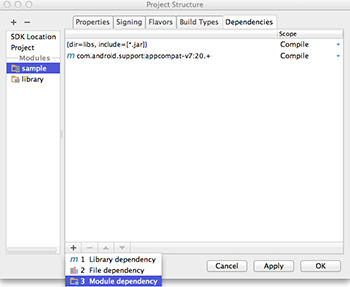 Project Structure
+ −
SDK Location
Project
Modules
sample
library
Properties Signing Flavors Build Types Dependencies
Scope
{dir=libs, include=[*.jar]} Compile
m com.android.support:appcompat-v7:20.+ Compile
+ −
m 1 Library dependency
2 File dependency
3 Module dependency
Cancel Apply OK